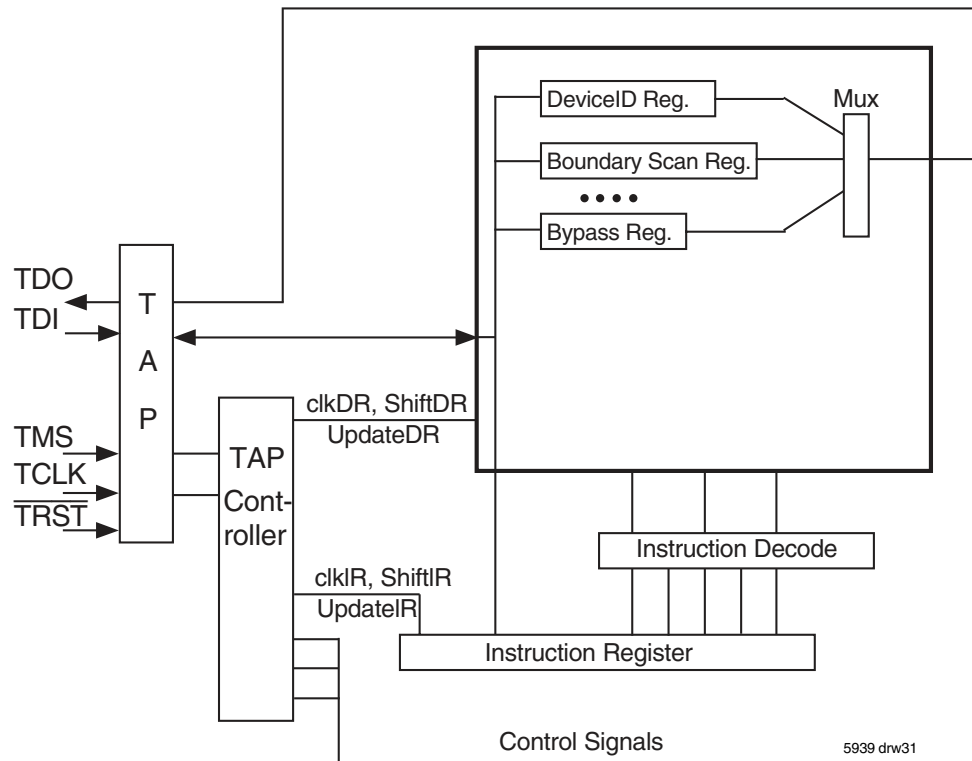 DeviceID Reg.
Mux
Boundary Scan Reg.
Bypass Reg.
TDO
TDI
T
A
P
TMS
TCLK
TRST
clkDR, ShiftDR
UpdateDR
TAP
Cont-
roller
Instruction Decode
clkIR, ShiftIR
UpdateIR
Instruction Register
Control Signals
5939 drw31